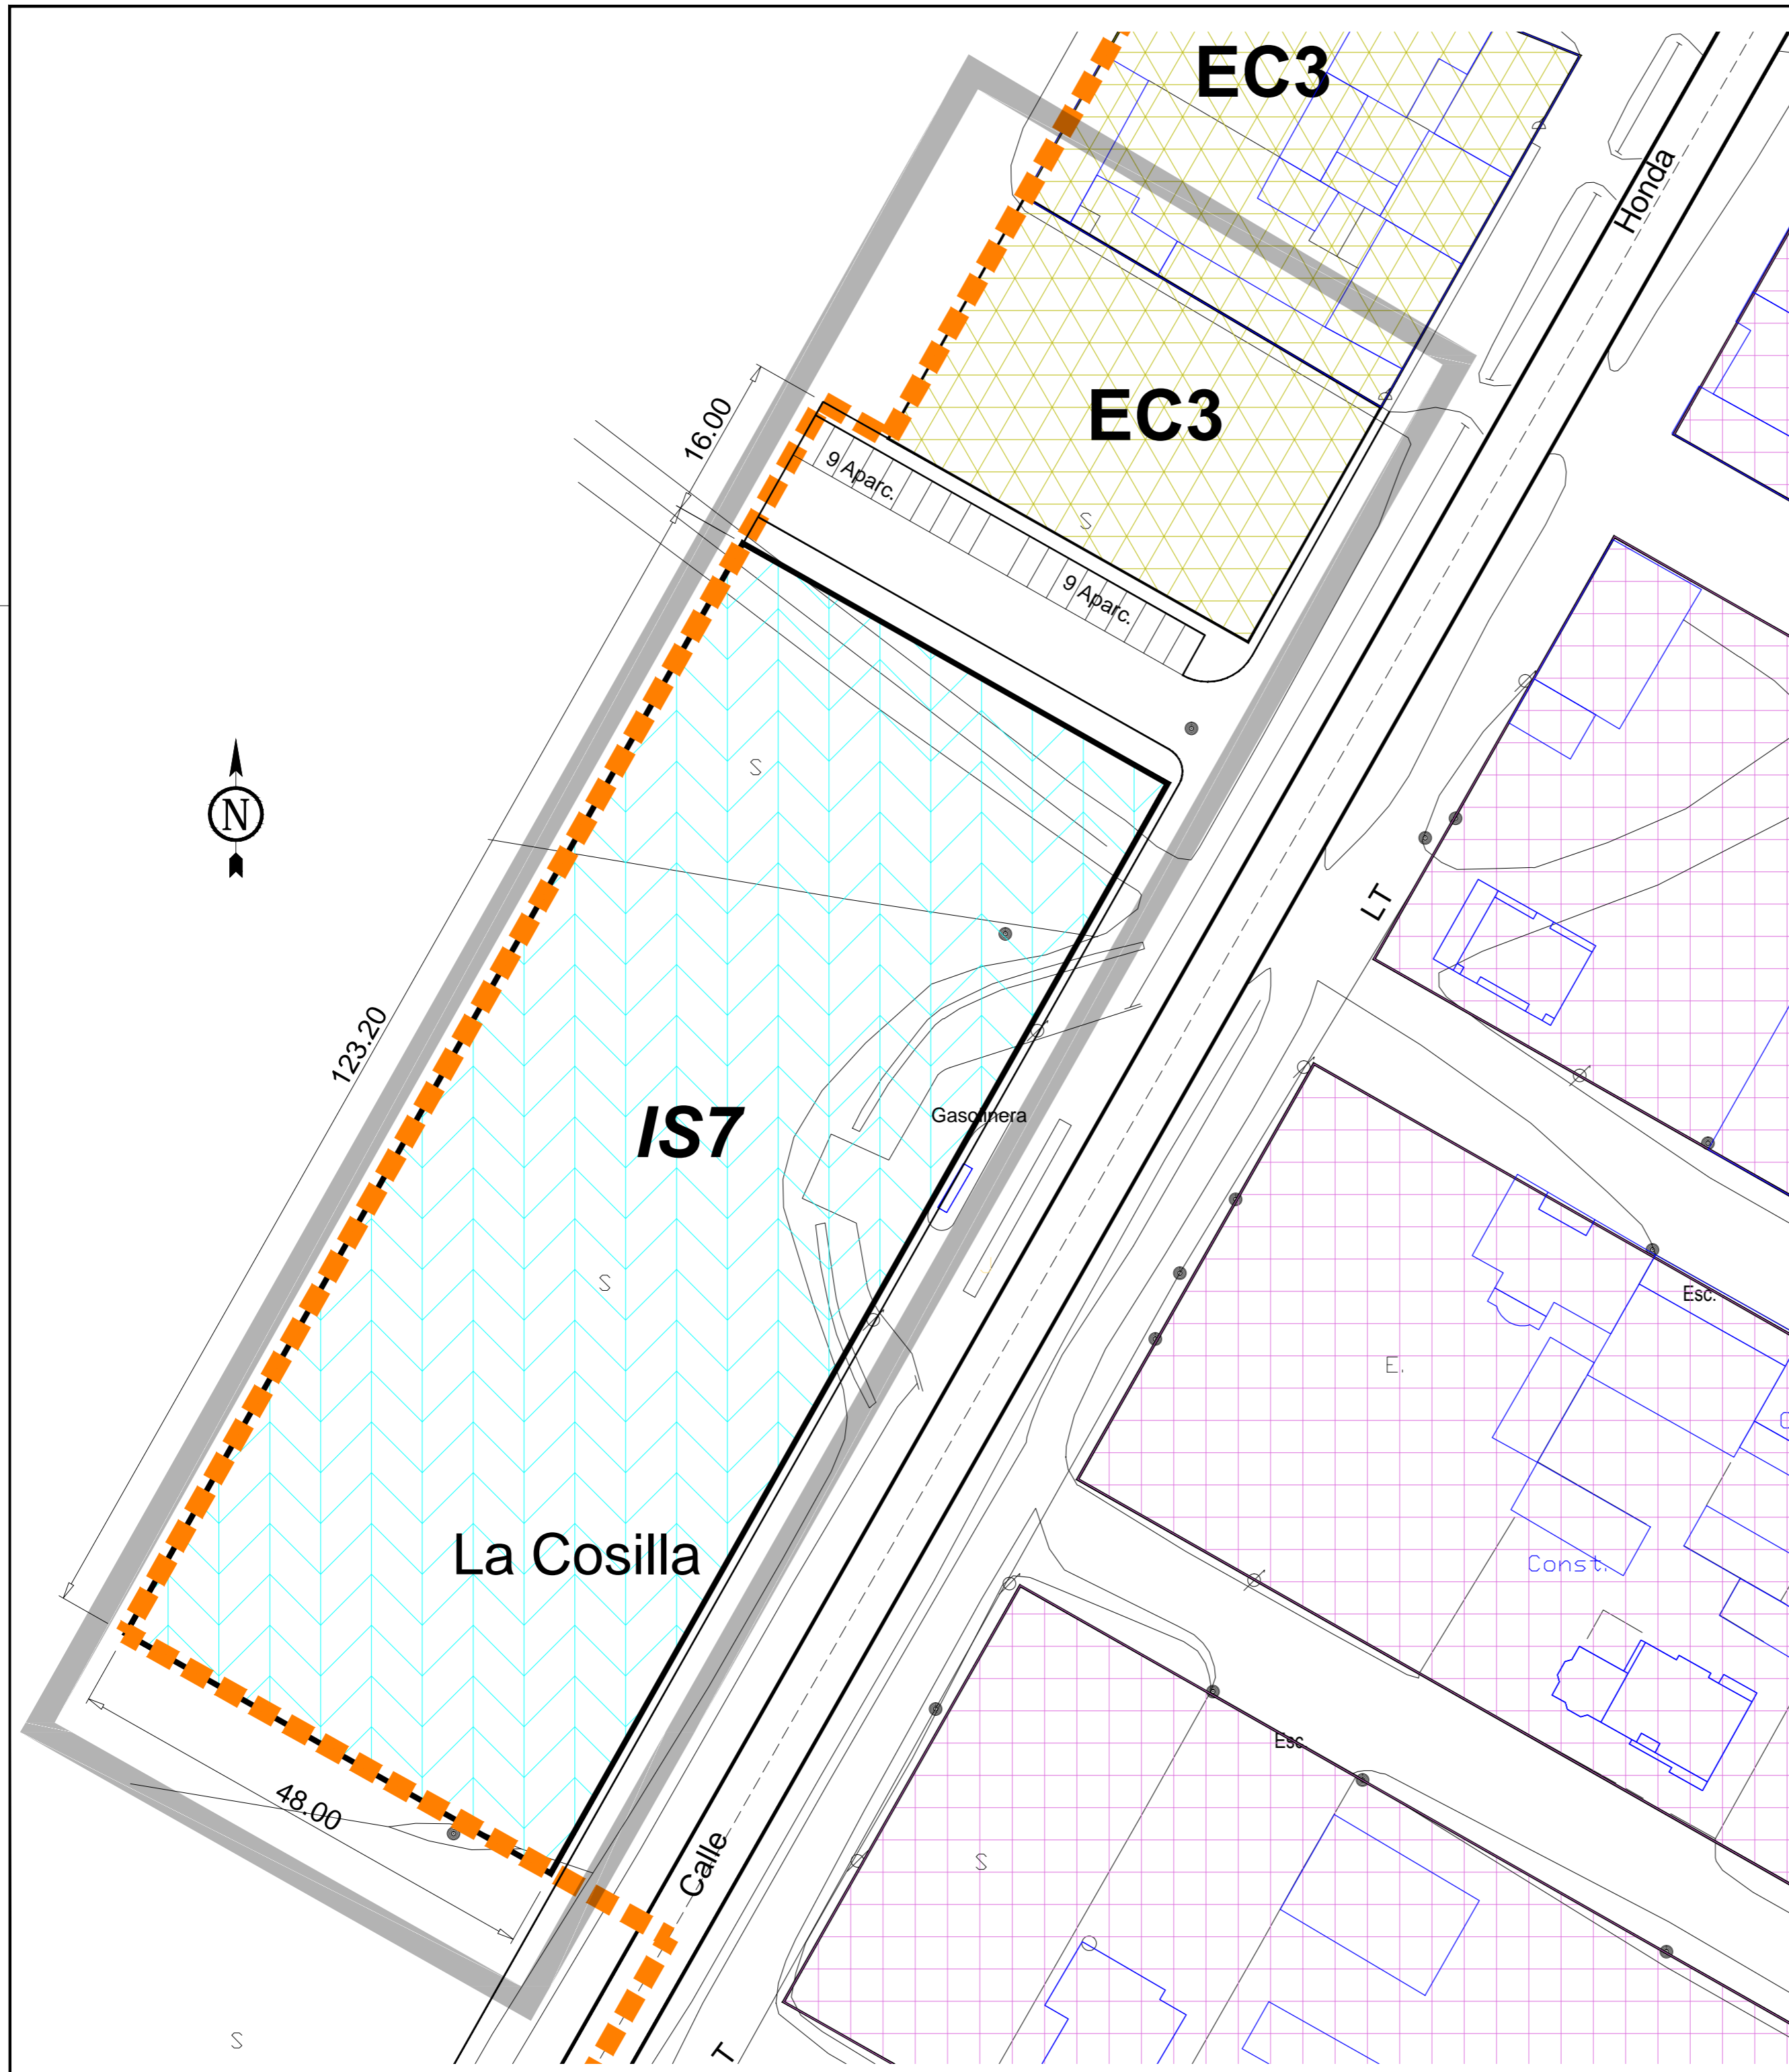 EC3
Honda
EC3
16.00
9 Aparc.
S
9 Aparc.
S
N
LT
123.20
Gasolinera
IS7
S
Esc.
E.
La Cosilla
Const.
Esc
48.00
Calle
S
S
T